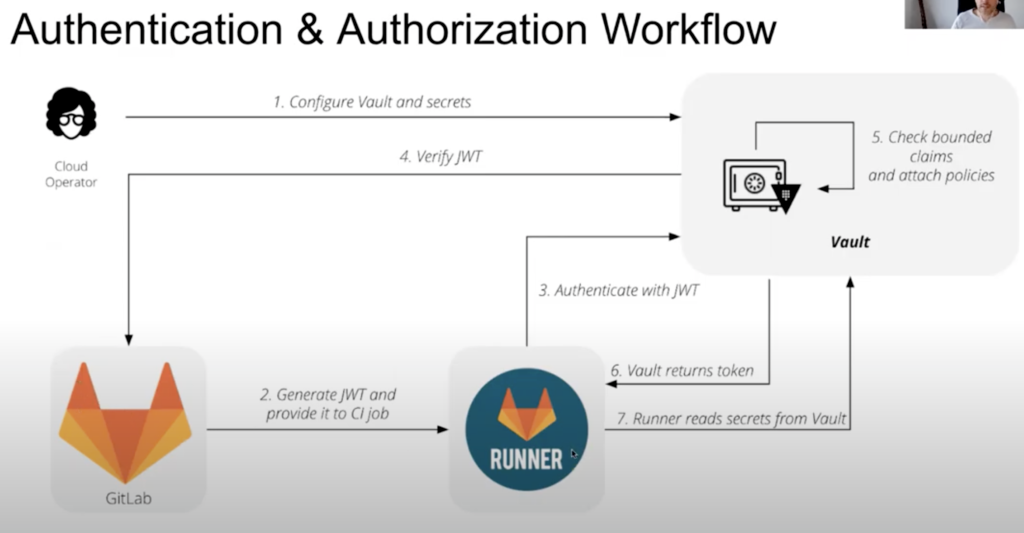 Authentication & Authorization Workflow
1. Configure Vault and secrets
Cloud
Operator
4. Verify JWT
5. Check bounded
claims
and attach policies
Vault
3. Authenticate with JWT
6. Vault returns token
2. Generate JWT and
provide it to CI job
7. Runner reads secrets from Vault
RUNNER
GitLab